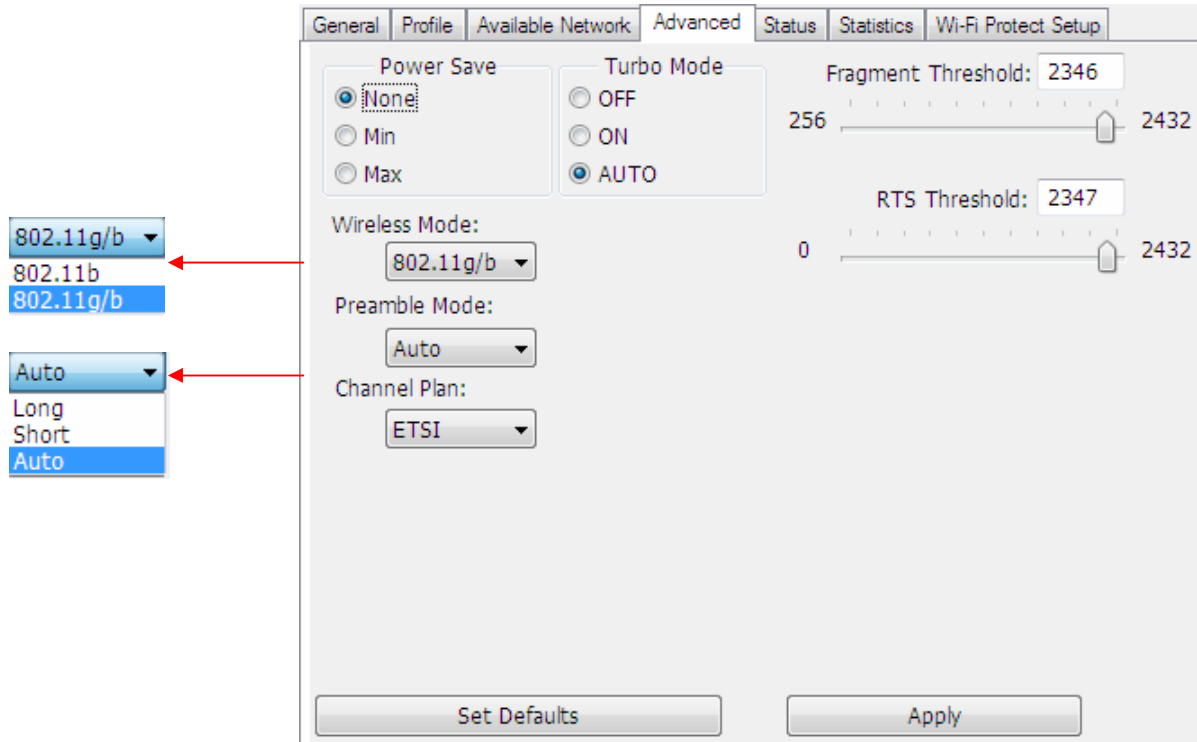 General Profile Available Network Advanced Status Statistics Wi-Fi Protect Setup
Power Save
None
Min
Max
Turbo Mode
OFF
ON
AUTO
Fragment Threshold: 2346
256 2432
RTS Threshold: 2347
0 2432
Wireless Mode:
802.11g/b
Preamble Mode:
Auto
Channel Plan:
ETSI
802.11g/b
802.11b
802.11g/b
Auto
Long
Short
Auto
Set Defaults Apply